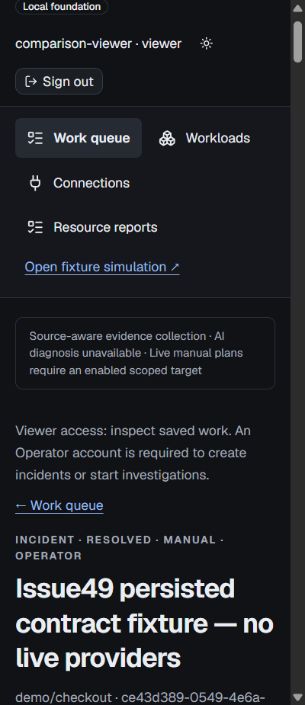 Local foundation
comparison-viewer · viewer
Sign out
Work queue
Workloads
Connections
Resource reports
Open fixture simulation ↗
Source-aware evidence collection · AI
diagnosis unavailable · Live manual plans
require an enabled scoped target
Viewer access: inspect saved work. An
Operator account is required to create
incidents or start investigations.
← Work queue
INCIDENT · RESOLVED · MANUAL ·
OPERATOR
Issue49 persisted
contract fixture — no
live providers
demo/checkout · ce43d389-0549-4e6a-